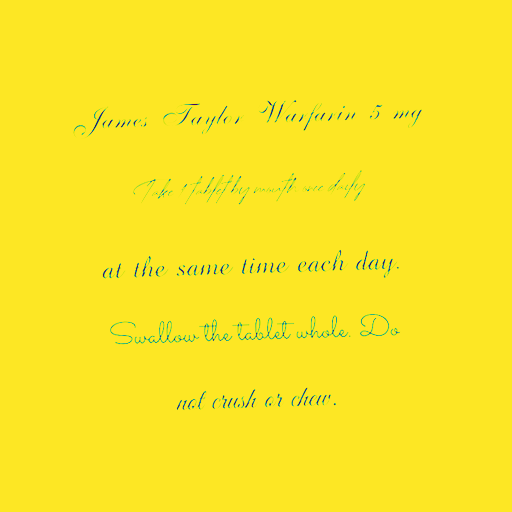 James Taylor Warfarin 5 mg
Take 1 tablet by mouth daily
at the same time each day.
Swallow the tablet whole. Do
not crush or chew.